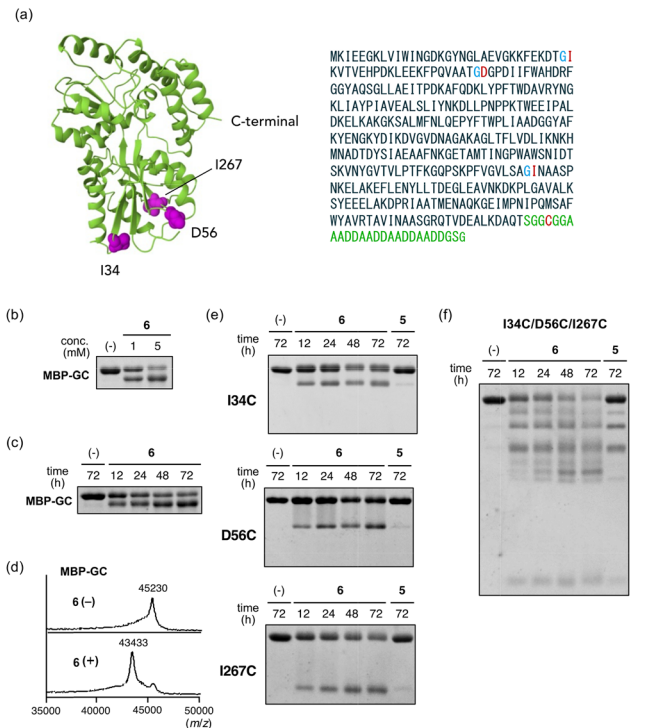 (a)
C-terminal
I267
D56
I34
MKIEEGKLVIWINGDKGYNGLAEVGKKFEKDTGI
KVTVEHPDKLEEKFPQVAATGDGPDIIFWAHDRF
GGYAQSGLLAEITPDKAFQDKLYPFTWDAVRYNG
KLIAYPIAVEALSLIYNKDLLPNPPKTWEEIPAL
DKELKAKGKSALMFNLQEPYFTWPLIAADGGYAF
KYENGKYDIKDVGVDNAGAKAGLTFLVDLIKNKH
MNADTDYSIAEAAFNKGETAMTINGPWAWSNIDT
SKVNYGVTVLPTFKGQPSKPFVGVLSAGINAASP
NKELAKEFLENYLLTDEGLEAVNKDKPLGAVALK
SYEEELAKDPRIAATMENAQKGEIMPNIPQMSAF
WYAVRTAVINAASGRQTVDEALKDAQTSGGCGGA
AADDAADDAADDAADDGSG
(b)
6
conc.
(mM)
(-) 1 5
MBP-GC
(c)
(-) 6
time
(h)
72 12 24 48 72
MBP-GC
(d)
MBP-GC
45230
6 (–)
43433
6 (+)
35000 40000 45000 50000
(m/z)
(e)
(-) 6 5
time
(h)
72 12 24 48 72 72
I34C
(-) 6 5
time
(h)
72 12 24 48 72 72
D56C
(-) 6 5
time
(h)
72 12 24 48 72 72
I267C
(f)
I34C/D56C/I267C
(-) 6 5
time
(h)
72 12 24 48 72 72